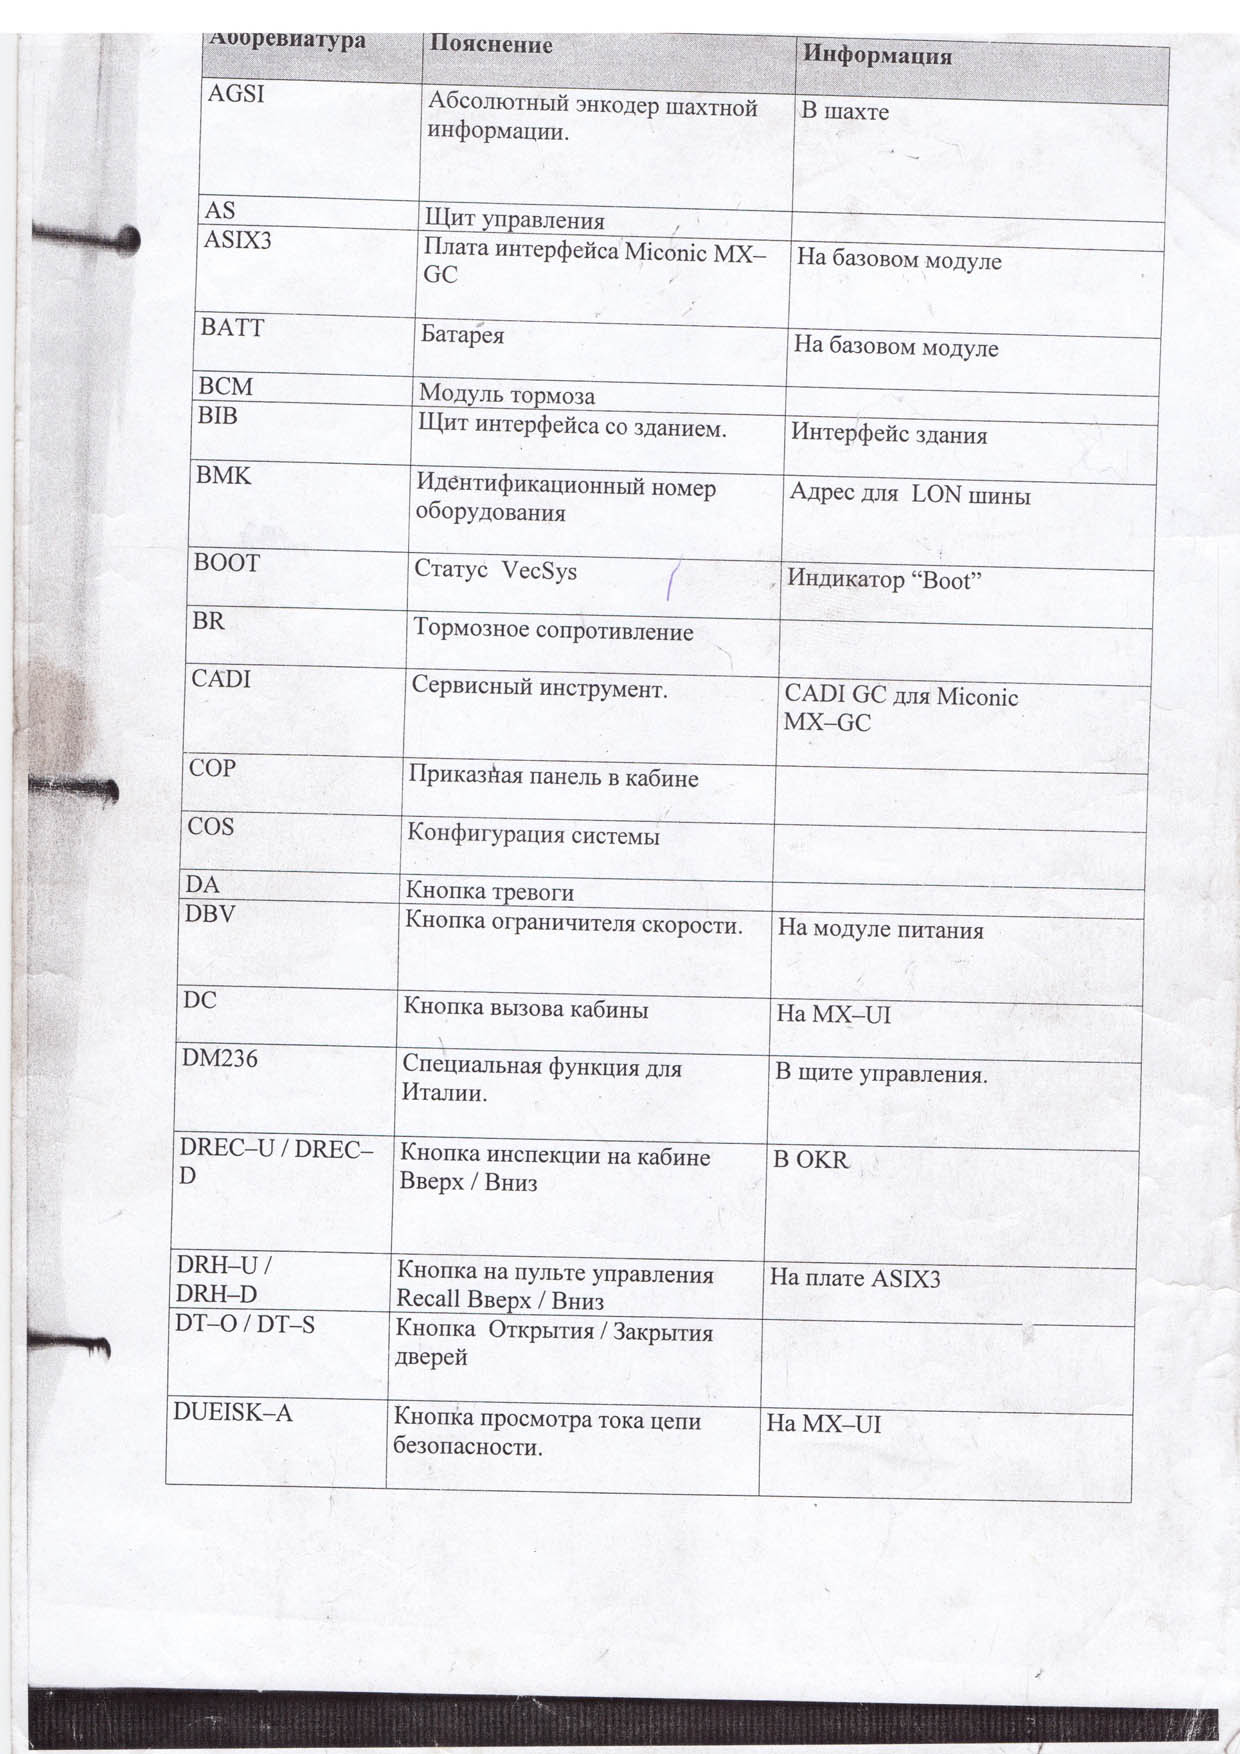 Аббревиатура Пояснение Информация
AGSI Абсолютный энкодер шахтной В шахте
информации.
AS Щит управления
ASIX3 Плата интерфейса Miconic MX– На базовом модуле
GC
BATT Батарея На базовом модуле
BCM Модуль тормоза
BIB Щит интерфейса со зданием. Интерфейс здания
BMK Идентификационный номер Адрес для LON шины
оборудования
BOOT Статус VecSys Индикатор “Boot”
BR Тормозное сопротивление
CADI Сервисный инструмент. CADI GC для Miconic
MX–GC
COP Приказная панель в кабине
COS Конфигурация системы
DA Кнопка тревоги
DBV Кнопка ограничителя скорости. На модуле питания
DC Кнопка вызова кабины На MX–UI
DM236 Специальная функция для В щите управления.
Италии.
DREC–U / DREC– Кнопка инспекции на кабине В OKR
D Вверх / Вниз
DRH–U / Кнопка на пульте управления На плате ASIX3
DRH–D Recall Вверх / Вниз
DT–O / DT–S Кнопка Открытия / Закрытия
дверей
DUEISK–A Кнопка просмотра тока цепи На MX–UI
безопасности.